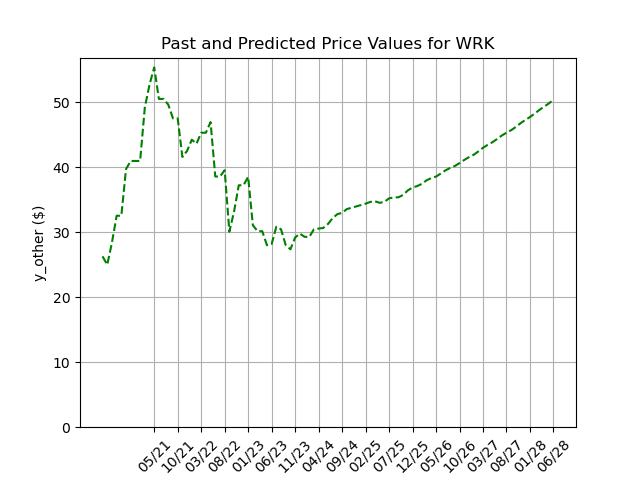 Past and Predicted Price Values for WRK
y_other ($)
50
40
30
20
10
0
05/21 10/21 03/22 08/22 01/23 06/23 11/23 04/24 09/24 02/25 07/25 12/25 05/26 10/26 03/27 08/27 01/28 06/28